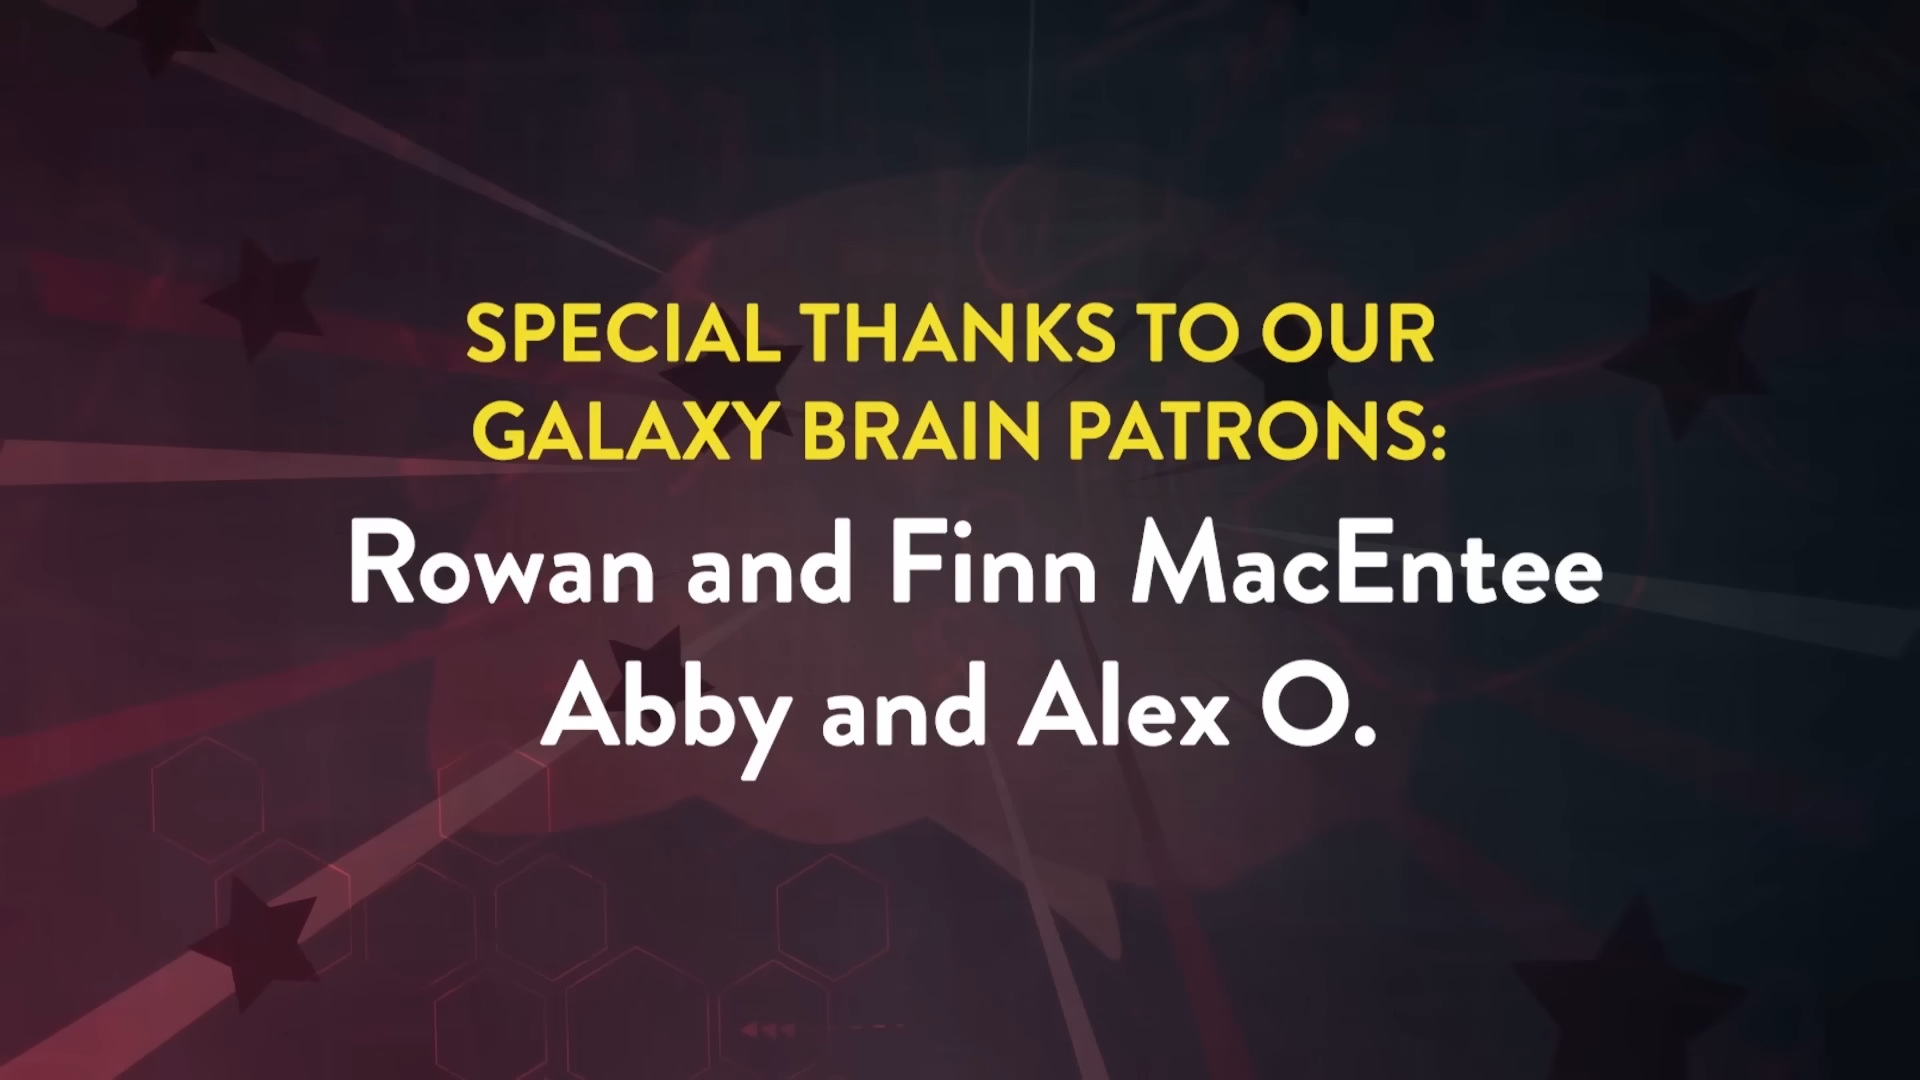 SPECIAL THANKS TO OUR
GALAXY BRAIN PATRONS:
Rowan and Finn MacEntee
Abby and Alex O.